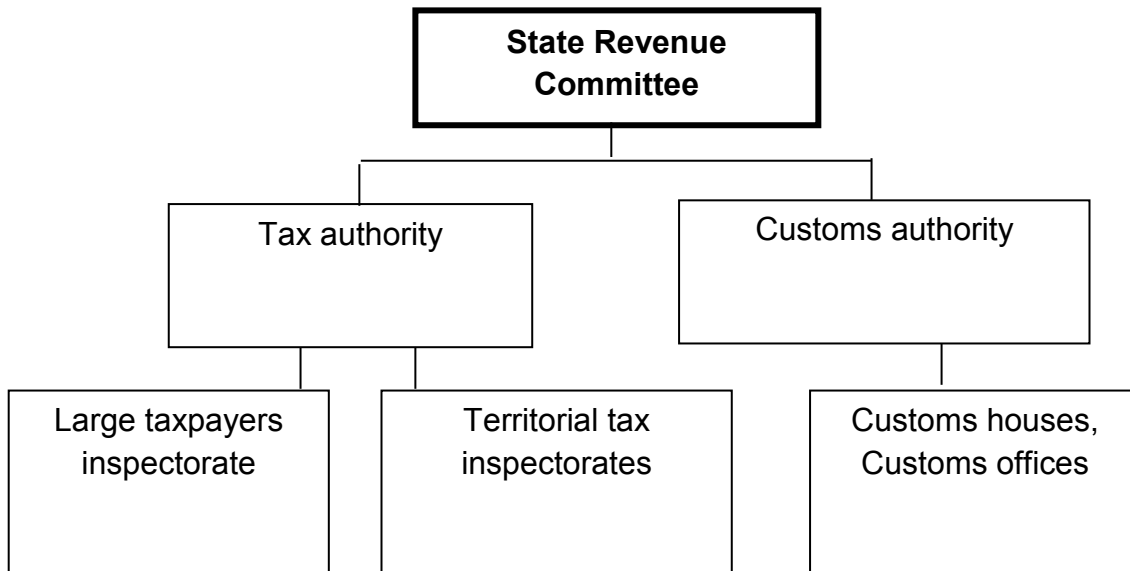 State Revenue
Committee
Tax authority
Customs authority
Large taxpayers
inspectorate
Territorial tax
inspectorates
Customs houses,
Customs offices